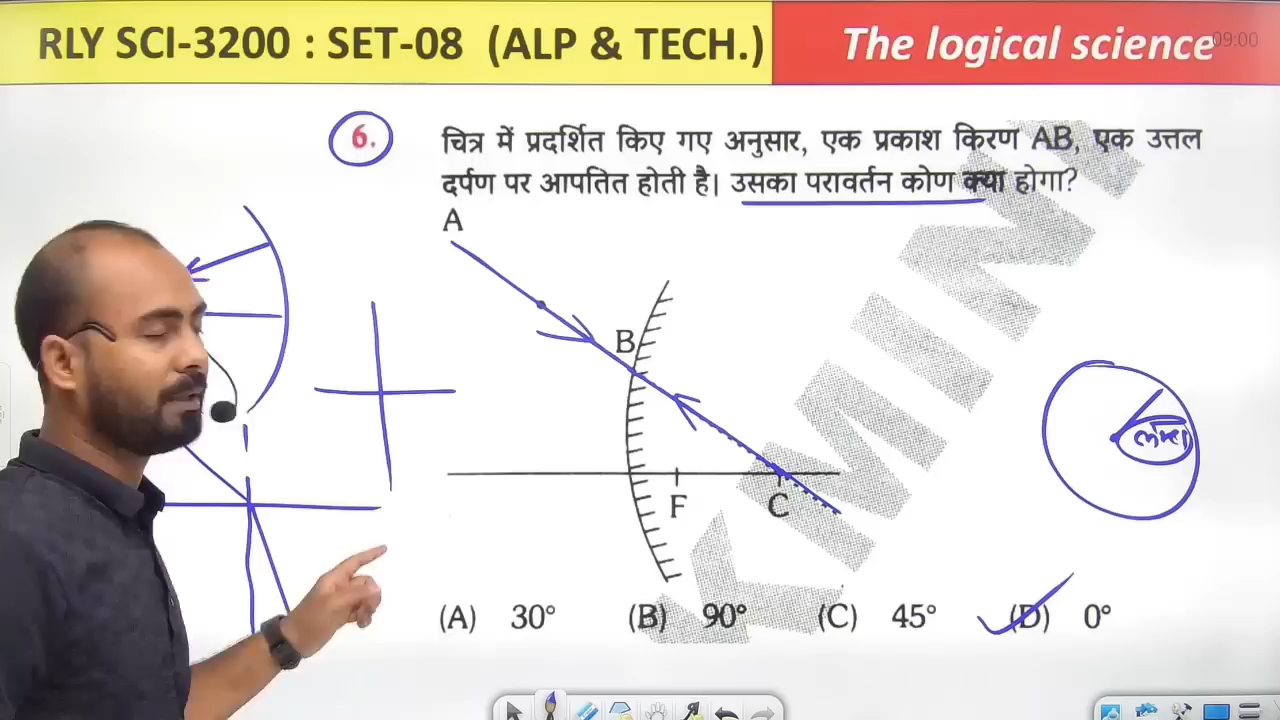 RLY SCI-3200 : SET-08 (ALP & TECH.)
The logical science
09:00
6.
चित्र में प्रदर्शित किए गए अनुसार, एक प्रकाश किरण AB, एक उत्तल
दर्पण पर आपतित होती है। उसका परावर्तन कोण क्या होगा?
A
B
F
C
लम्बा
(A) 30° (B) 90° (C) 45° (D) 0°
KMIM